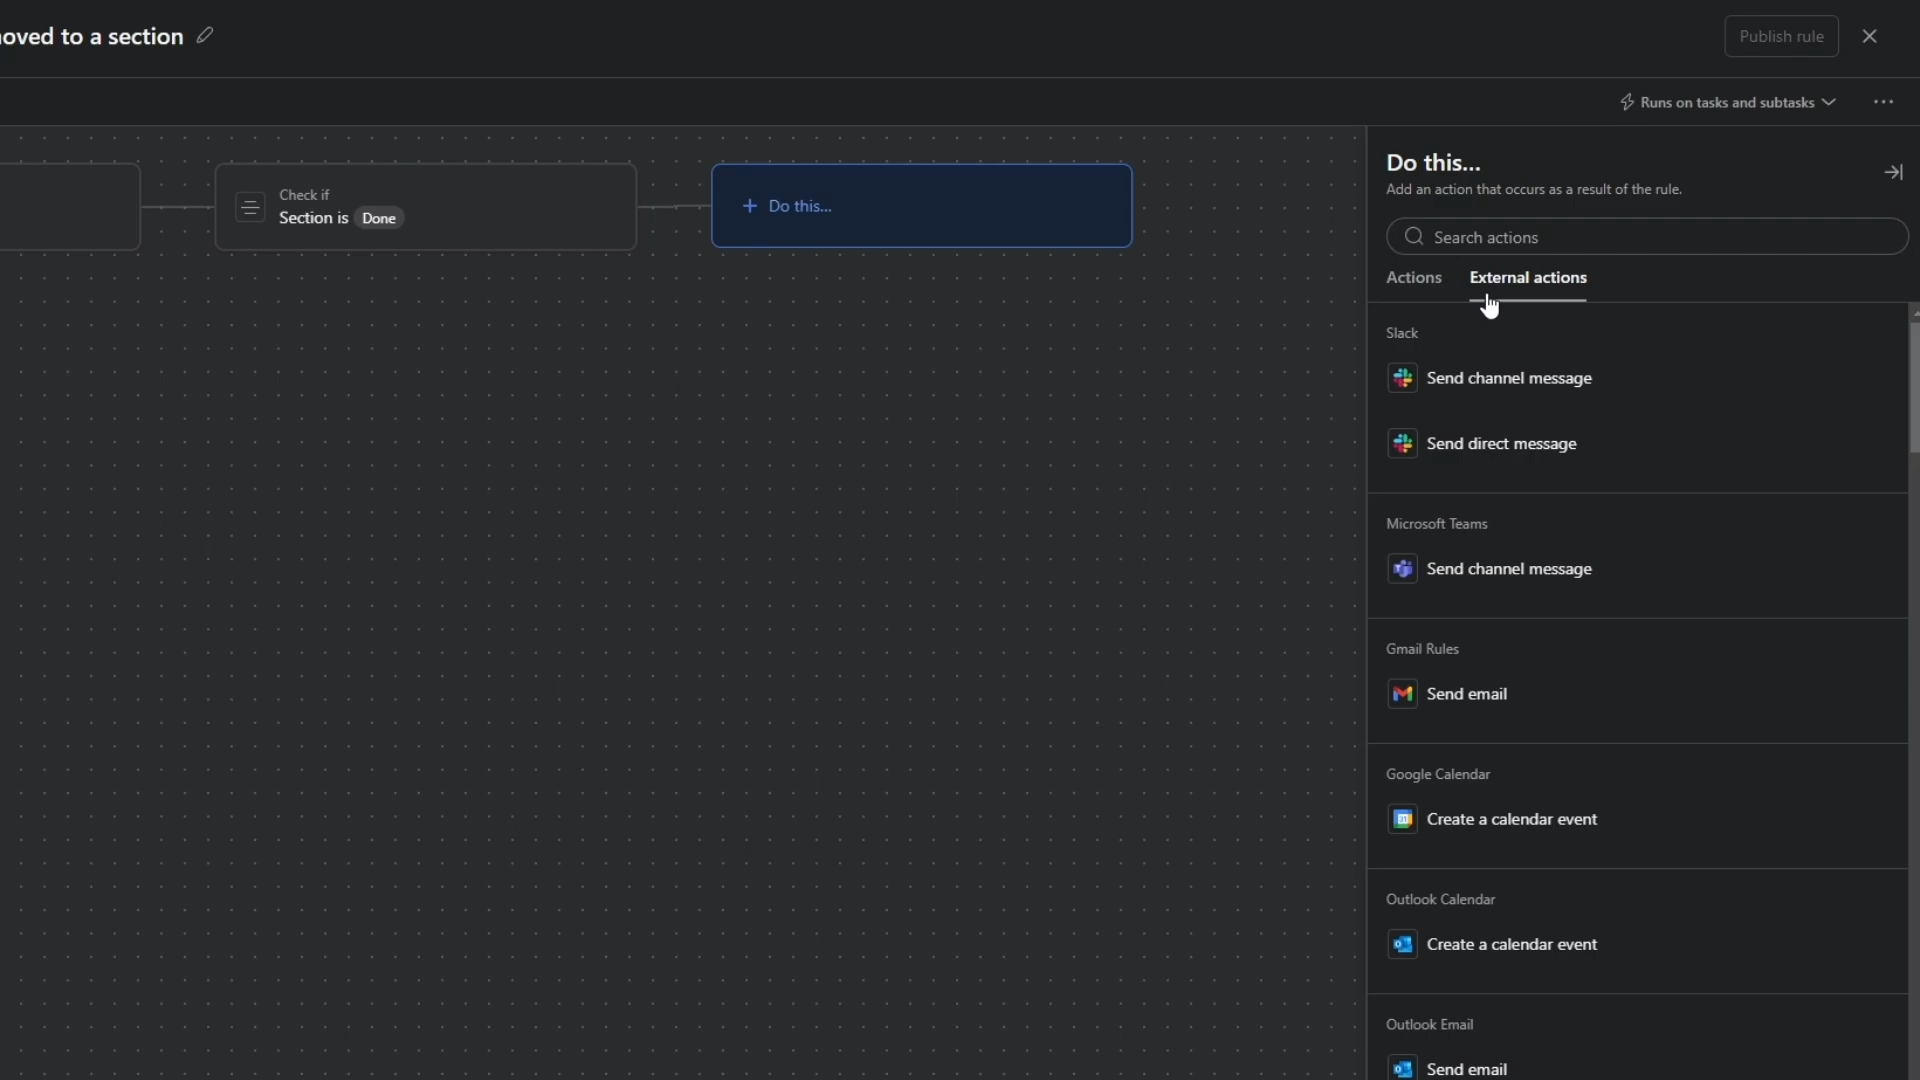 oved to a section
Publish rule
Runs on tasks and subtasks
Check if
Section is Done
Do this...
Do this...
Add an action that occurs as a result of the rule.
Search actions
Actions External actions
Slack
Send channel message
Send direct message
Microsoft Teams
Send channel message
Gmail Rules
Send email
Google Calendar
Create a calendar event
Outlook Calendar
Create a calendar event
Outlook Email
Send email